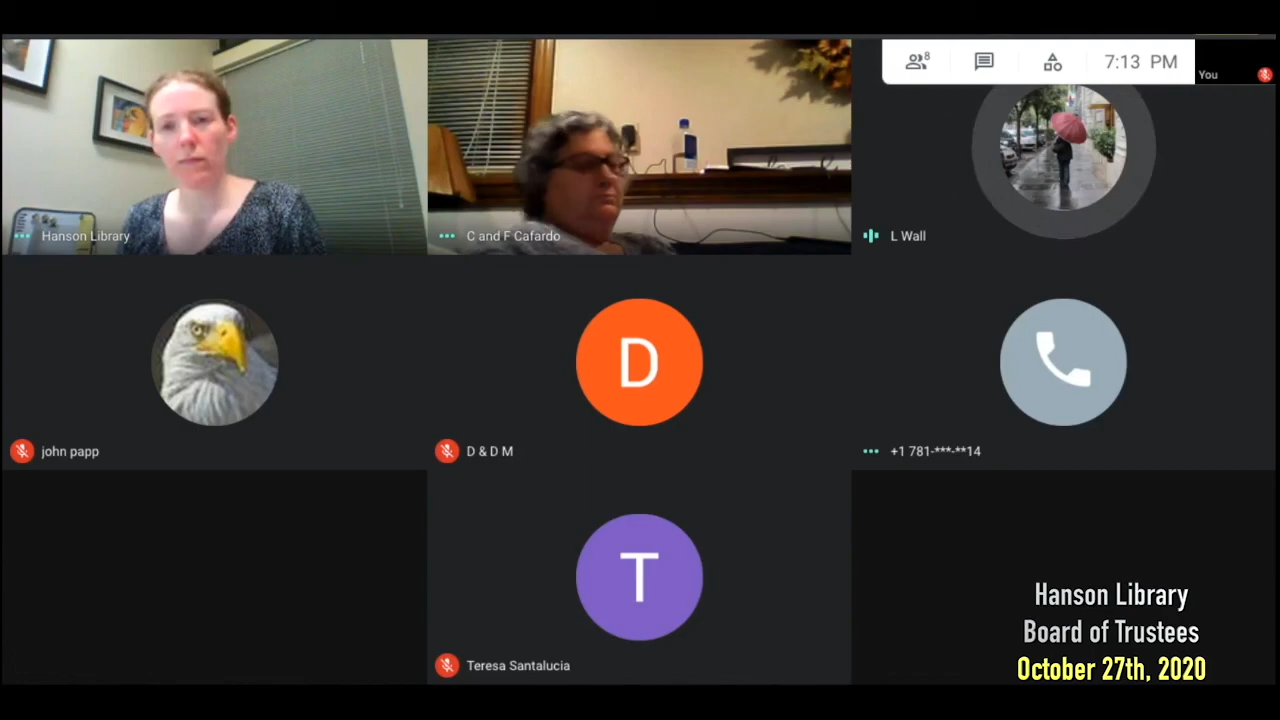 8
7:13 PM
You
Hanson Library
C and F Cafardo
L Wall
john papp
D
D & D M
+1 781-***-**14
T
Teresa Santalucia
Hanson Library
Board of Trustees
October 27th, 2020